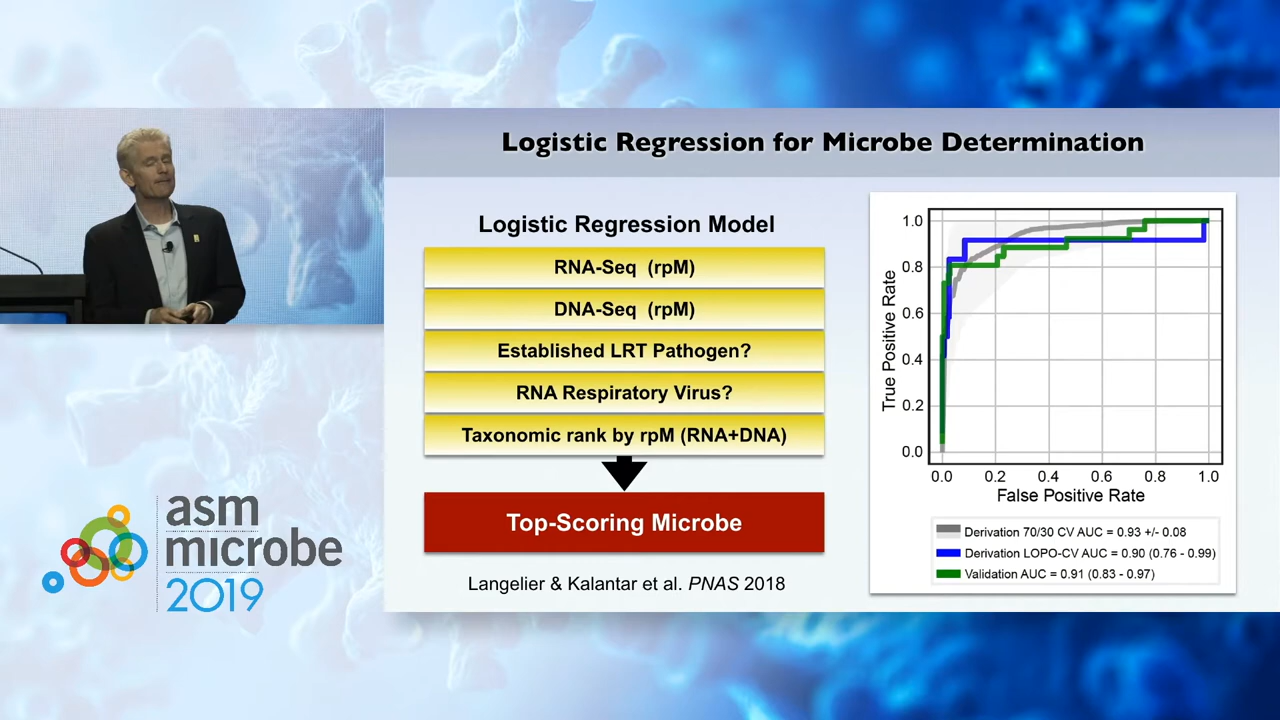 Logistic Regression for Microbe Determination
Logistic Regression Model
RNA-Seq (rpM)
DNA-Seq (rpM)
Established LRT Pathogen?
RNA Respiratory Virus?
Taxonomic rank by rpM (RNA+DNA)
Top-Scoring Microbe
Langelier & Kalantar et al. PNAS 2018
True Positive Rate
1.0
0.8
0.6
0.4
0.2
0.0
0.0 0.2 0.4 0.6 0.8 1.0
False Positive Rate
Derivation 70/30 CV AUC = 0.93 +/- 0.08
Derivation LOPO-CV AUC = 0.90 (0.76 - 0.99)
Validation AUC = 0.91 (0.83 - 0.97)
asm
microbe
2019